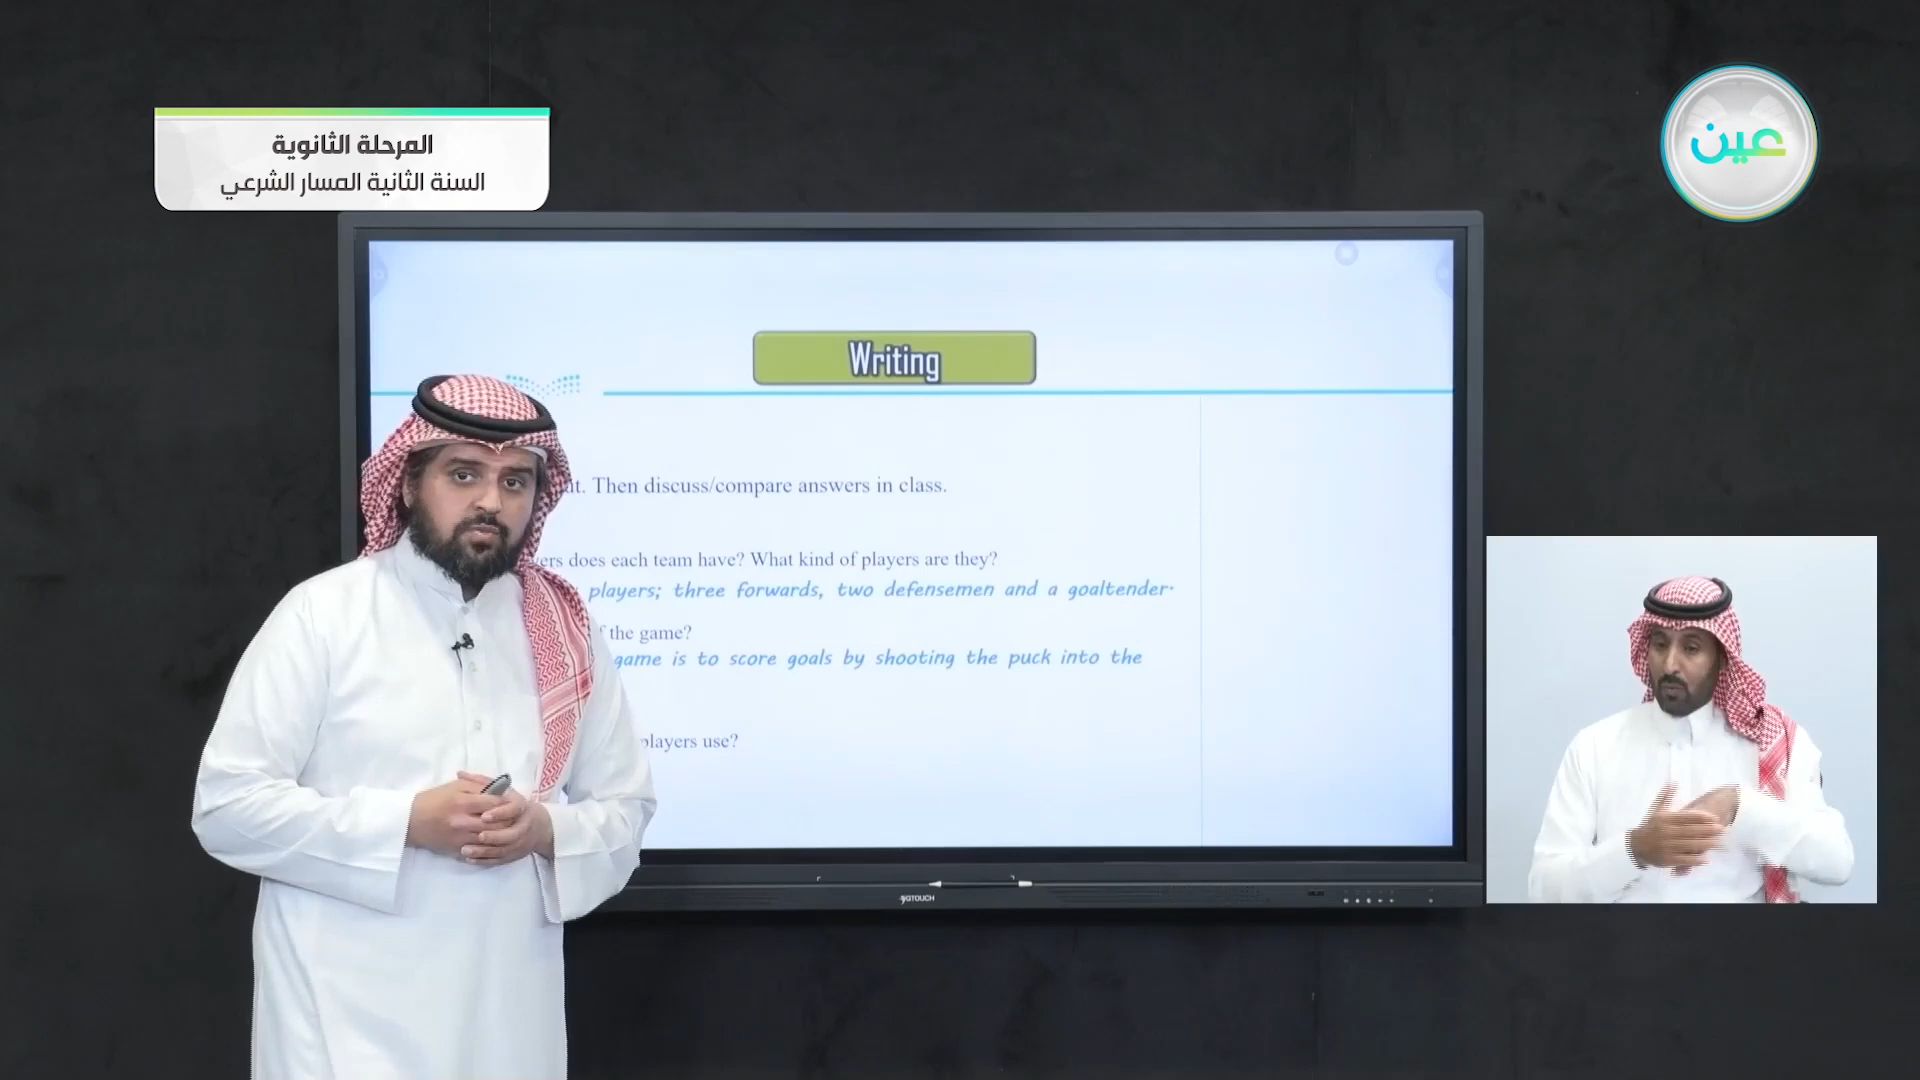 المرحلة الثانوية
السنة الثانية المسار الشرعي
عين
Writing
Then discuss/compare answers in class.
does each team have? What kind of players are they?
players; three forwards, two defensemen and a goaltender.
the game?
game is to score goals by shooting the puck into the
players use?